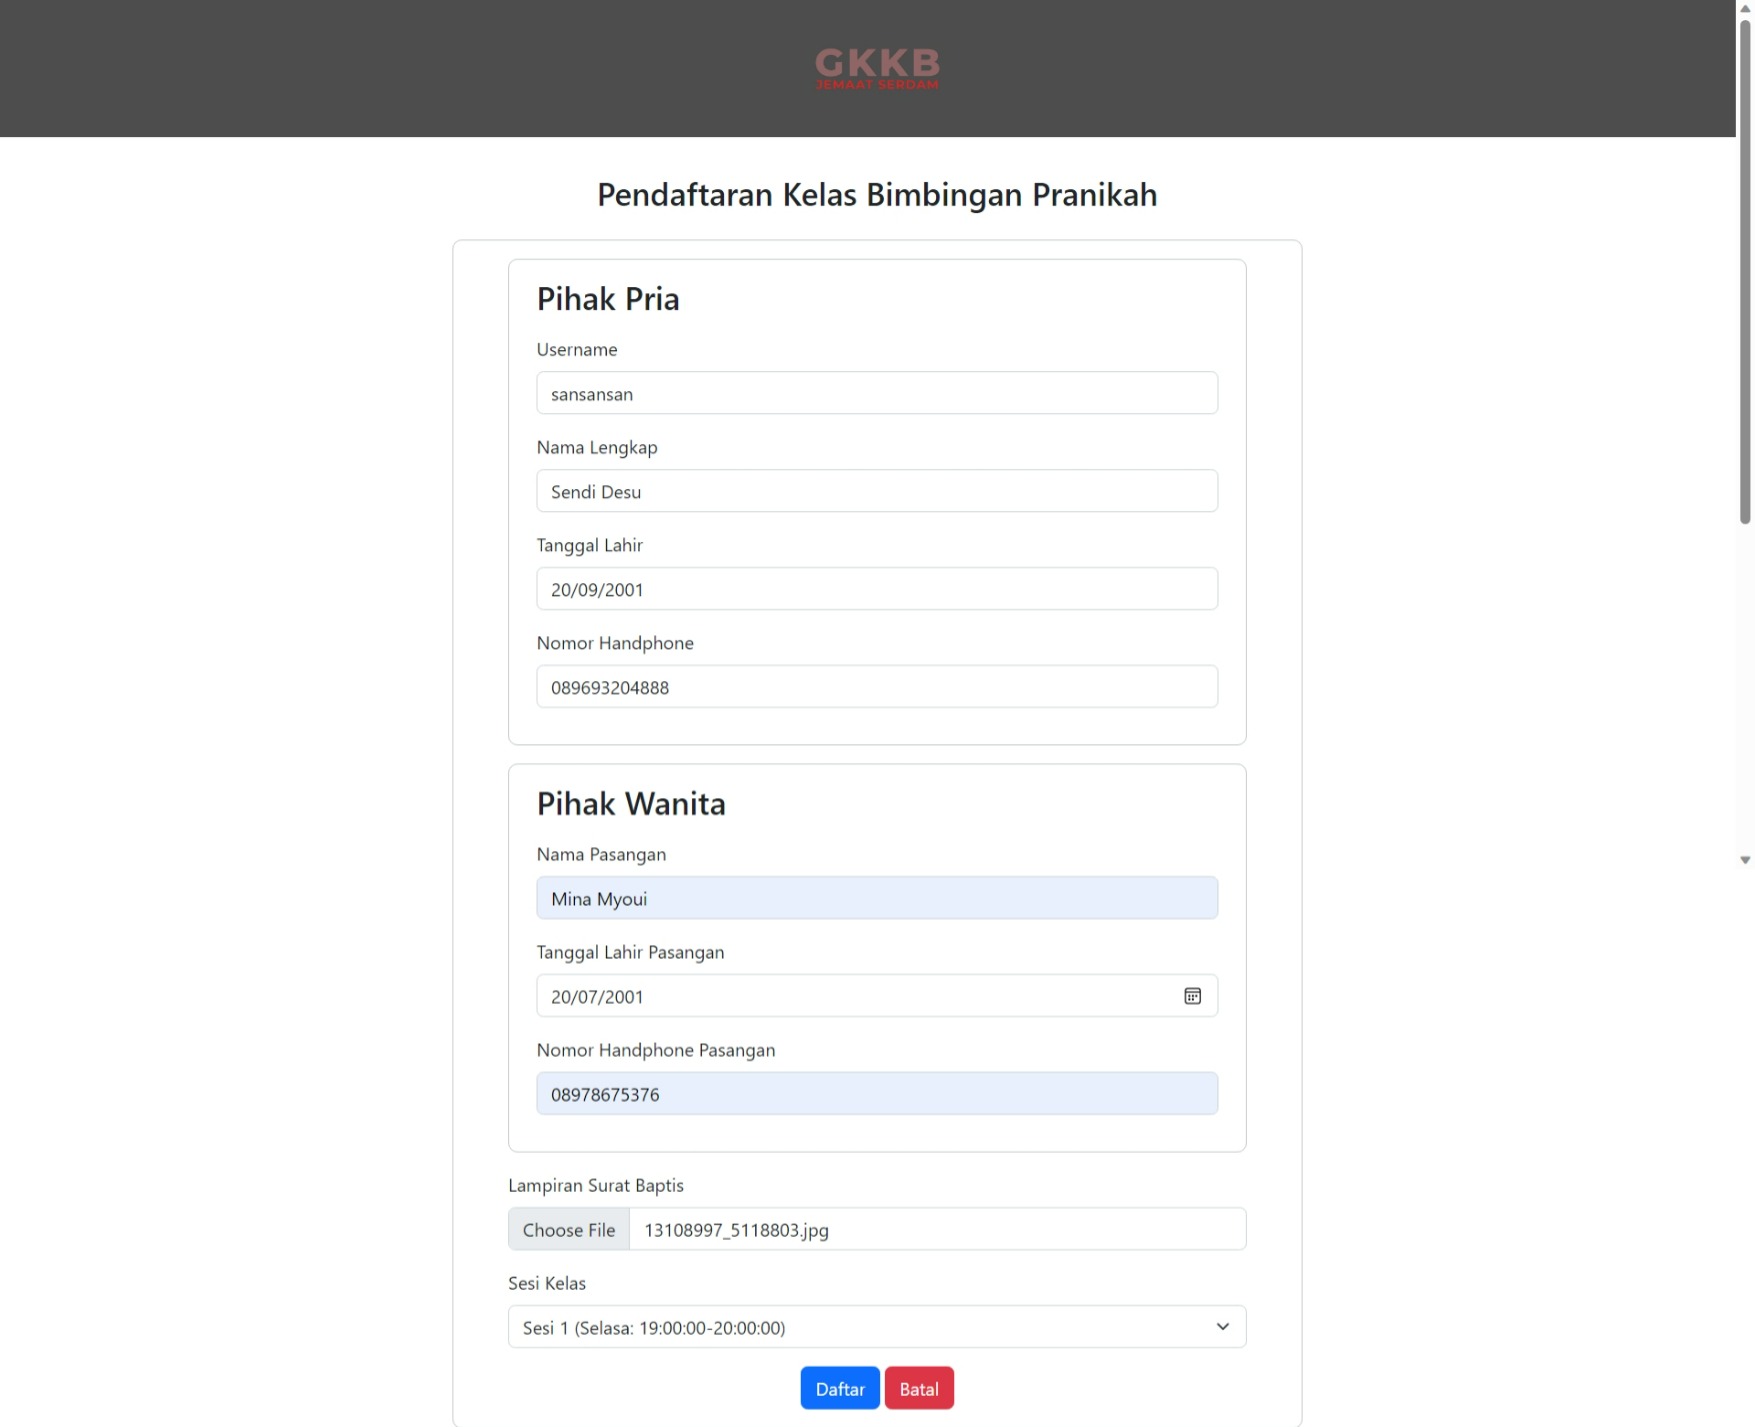 GKKB
JEMAAT SERDAM
Pendaftaran Kelas Bimbingan Pranikah
Pihak Pria
Username
sansansan
Nama Lengkap
Sendi Desu
Tanggal Lahir
20/09/2001
Nomor Handphone
089693204888
Pihak Wanita
Nama Pasangan
Mina Myoui
Tanggal Lahir Pasangan
20/07/2001
Nomor Handphone Pasangan
08978675376
Lampiran Surat Baptis
Choose File 13108997_5118803.jpg
Sesi Kelas
Sesi 1 (Selasa: 19:00:00-20:00:00)
Daftar Batal